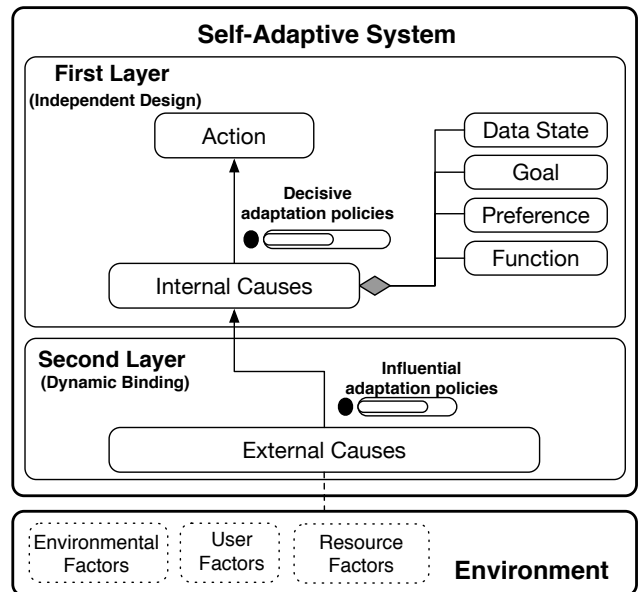 Self-Adaptive System
First Layer
(Independent Design)
Action
Data State
Goal
Preference
Function
Decisive
adaptation policies
Internal Causes
Second Layer
(Dynamic Binding)
Influential
adaptation policies
External Causes
Environmental
Factors
User
Factors
Resource
Factors
Environment